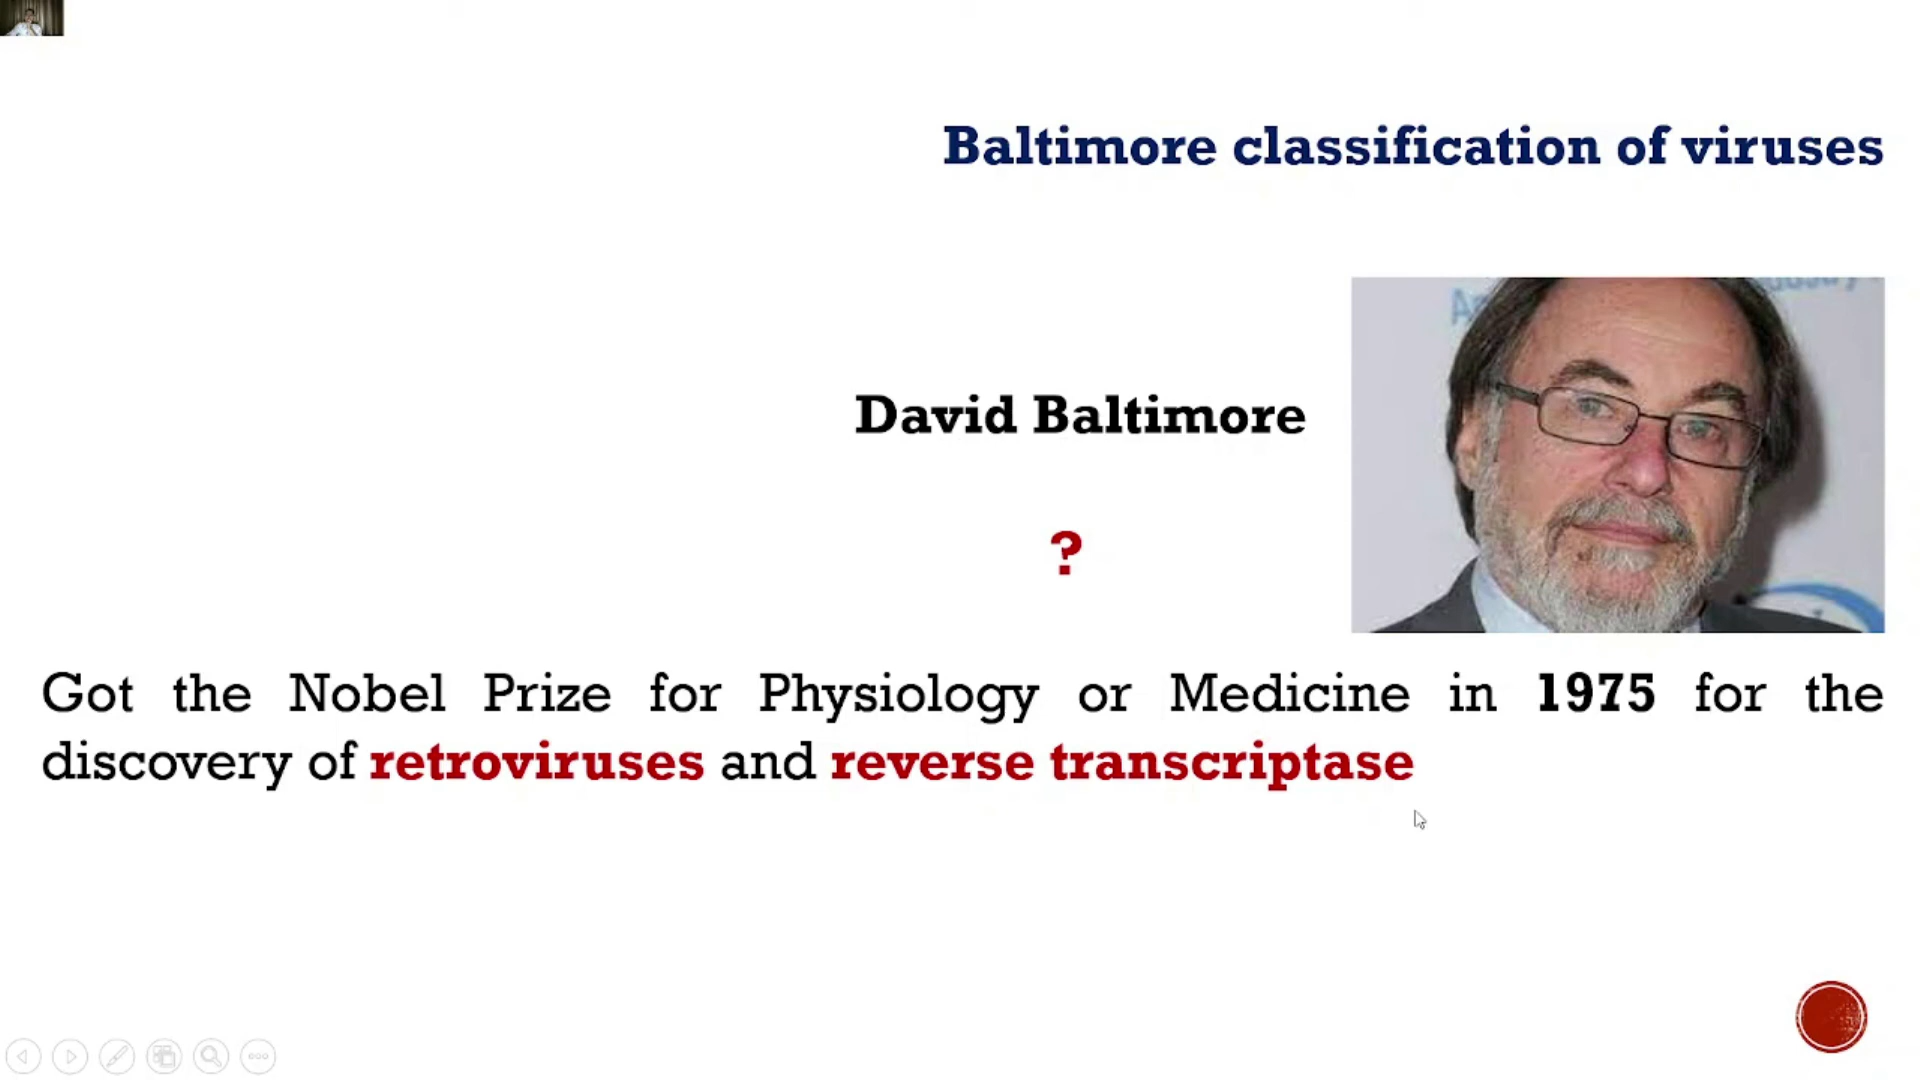 Baltimore classification of viruses
David Baltimore
?
Got the Nobel Prize for Physiology or Medicine in 1975 for the
discovery of retroviruses and reverse transcriptase